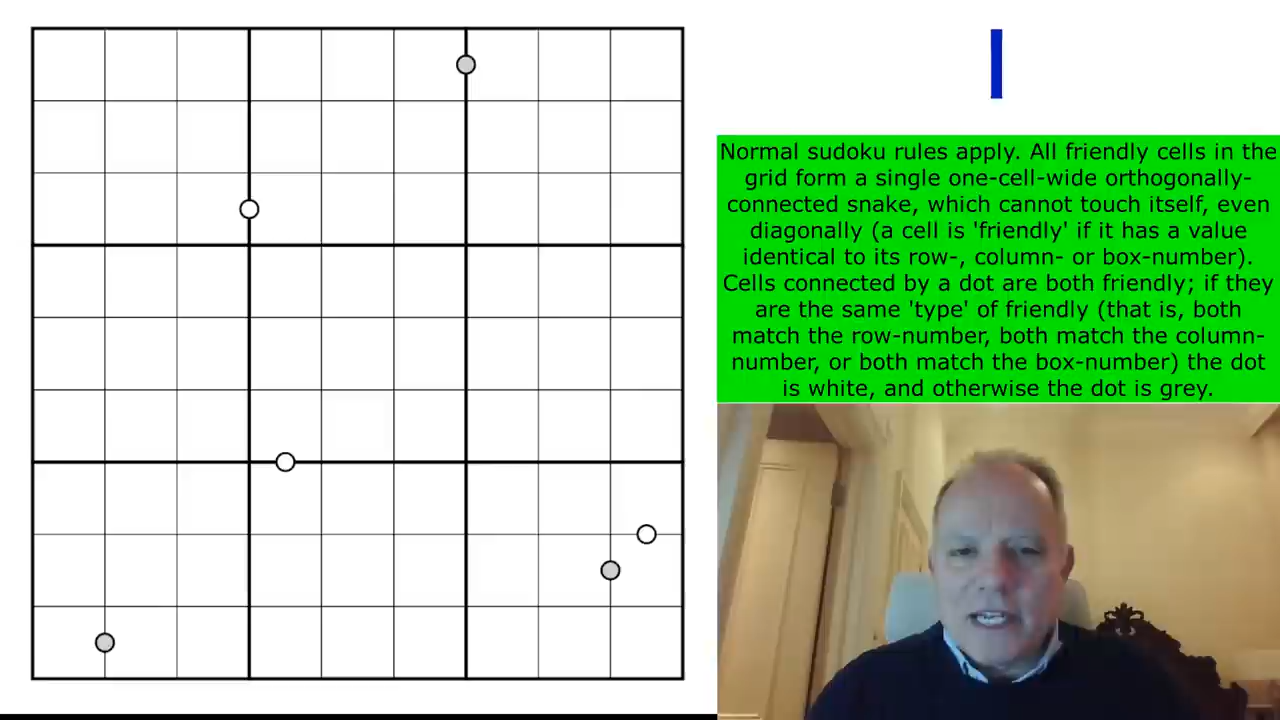 Normal sudoku rules apply. All friendly cells in the
grid form a single one-cell-wide orthogonally-
connected snake, which cannot touch itself, even
diagonally (a cell is 'friendly' if it has a value
identical to its row-, column- or box-number).
Cells connected by a dot are both friendly; if they
are the same 'type' of friendly (that is, both
match the row-number, both match the column-
number, or both match the box-number) the dot
is white, and otherwise the dot is grey.